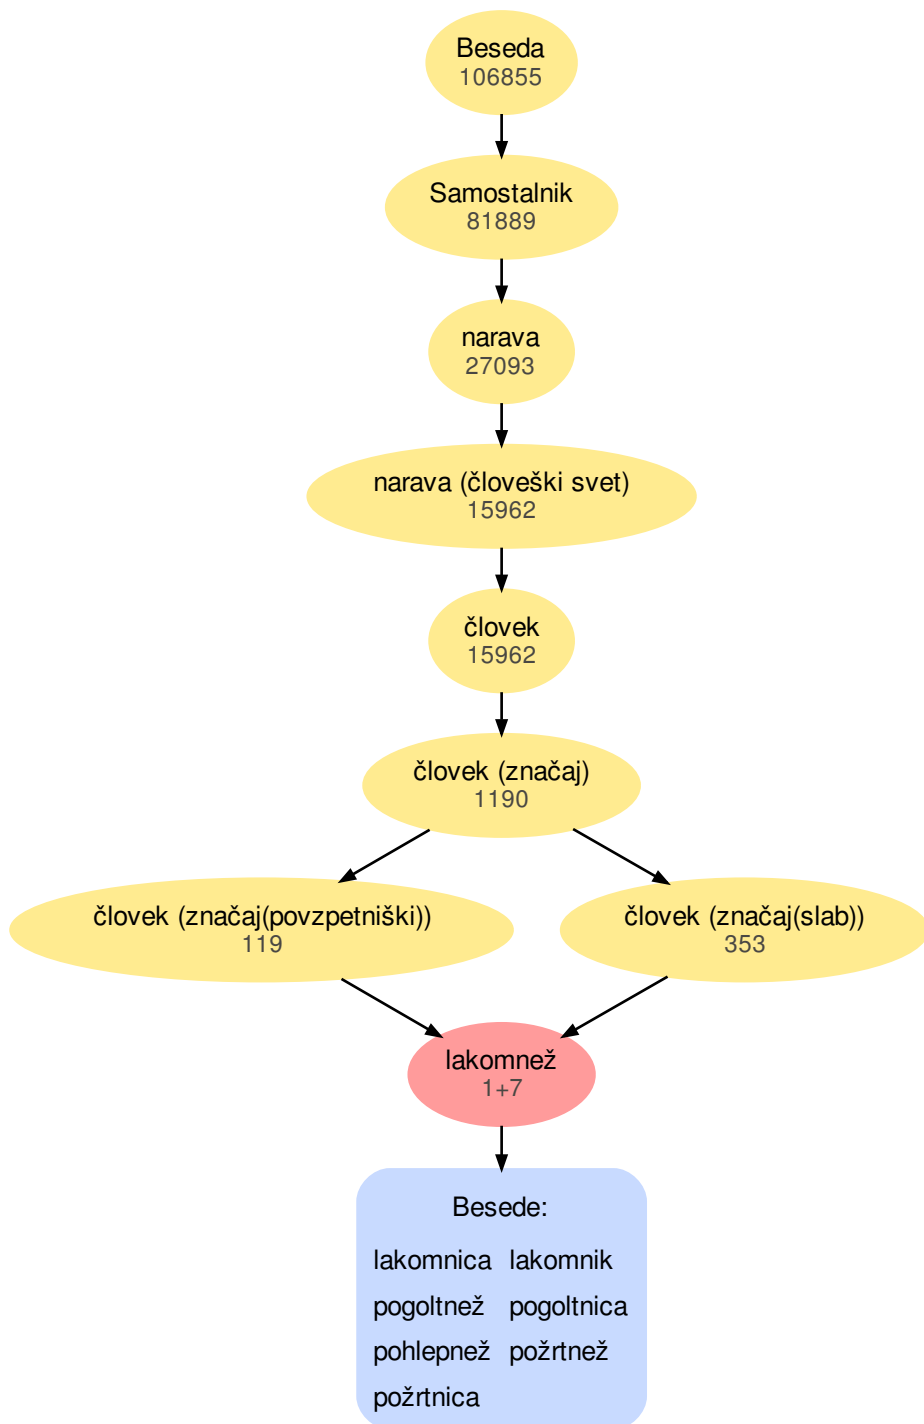 Beseda
106855
Samostalnik
81889
narava
27093
narava (človeški svet)
15962
človek
15962
človek (značaj)
1190
človek (značaj(povzpetniški))
119
človek (značaj(slab))
353
lakomnež
1+7
Besede:
lakomnica lakomnik
pogoltnež pogoltnica
pohlepnež požrtnež
požrtnica